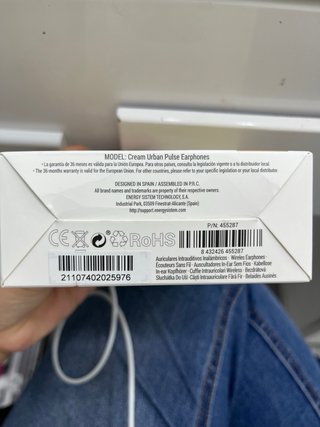 MODEL: Cream Urban Pulse Earphones
• La garantía de 36 meses es válida para la Unión Europea. Para otros países, consulta la legislación vigente o a tu distribuidor local.
• The 36 months warranty is valid for the European Union. For other countries, please refer to your specific legislation or your local distributor.
DESIGNED IN SPAIN / ASSEMBLED IN P.R.C.
All brand names and trademarks are property of their respective owners.
ENERGY SISTEM TECHNOLOGY, S.A.
Industrial Park, 03509 Finestrat-Alicante (Spain)
http://support.energysistem.com
P/N: 455287
CE RoHS
8 432426 455287
Auriculares Intrauditivos Inalámbricos - Wireless Earphones
Écouteurs Sans Fil - Auscultadores In-Ear Sem Fios - Kabellose
In-ear Kopfhörer - Cuffie Intrauricolari Wireless - Bezdrátová
Sluchátka Do Uší - Căști Intraauriculare Fără Fir - Belaidės Ausinės
21107402025976